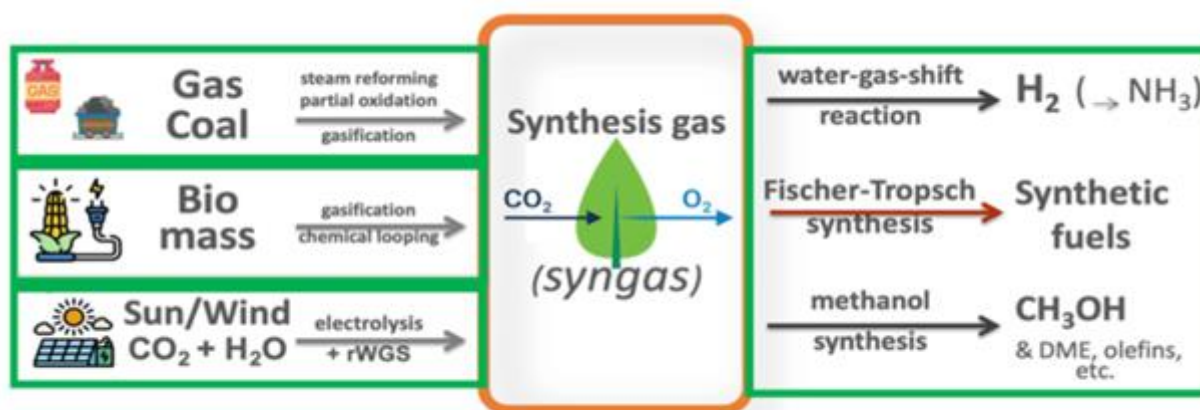 GAS
Gas
Coal
steam reforming
partial oxidation
gasification
Bio
mass
gasification
chemical looping
Sun/Wind
CO₂ + H₂O
electrolysis
+ rWGS
Synthesis gas
CO₂
O₂
(syngas)
water-gas-shift
reaction
H₂ (→ NH₃)
Fischer-Tropsch
synthesis
Synthetic
fuels
methanol
synthesis
CH₃OH
& DME, olefins,
etc.